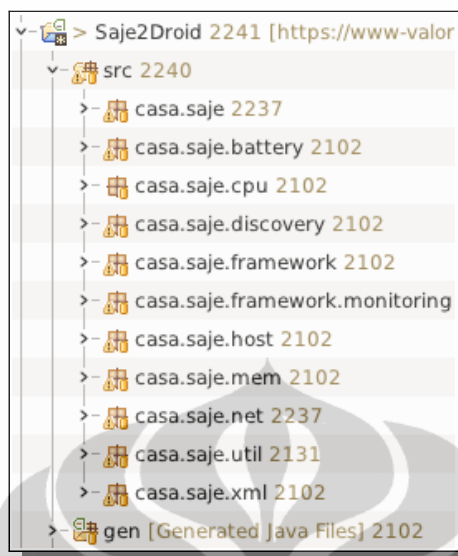 > Saje2Droid 2241 [https://www-valor
src 2240
casa.saje 2237
casa.saje.battery 2102
casa.saje.cpu 2102
casa.saje.discovery 2102
casa.saje.framework 2102
casa.saje.framework.monitoring
casa.saje.host 2102
casa.saje.mem 2102
casa.saje.net 2237
casa.saje.util 2131
casa.saje.xml 2102
gen [Generated Java Files] 2102